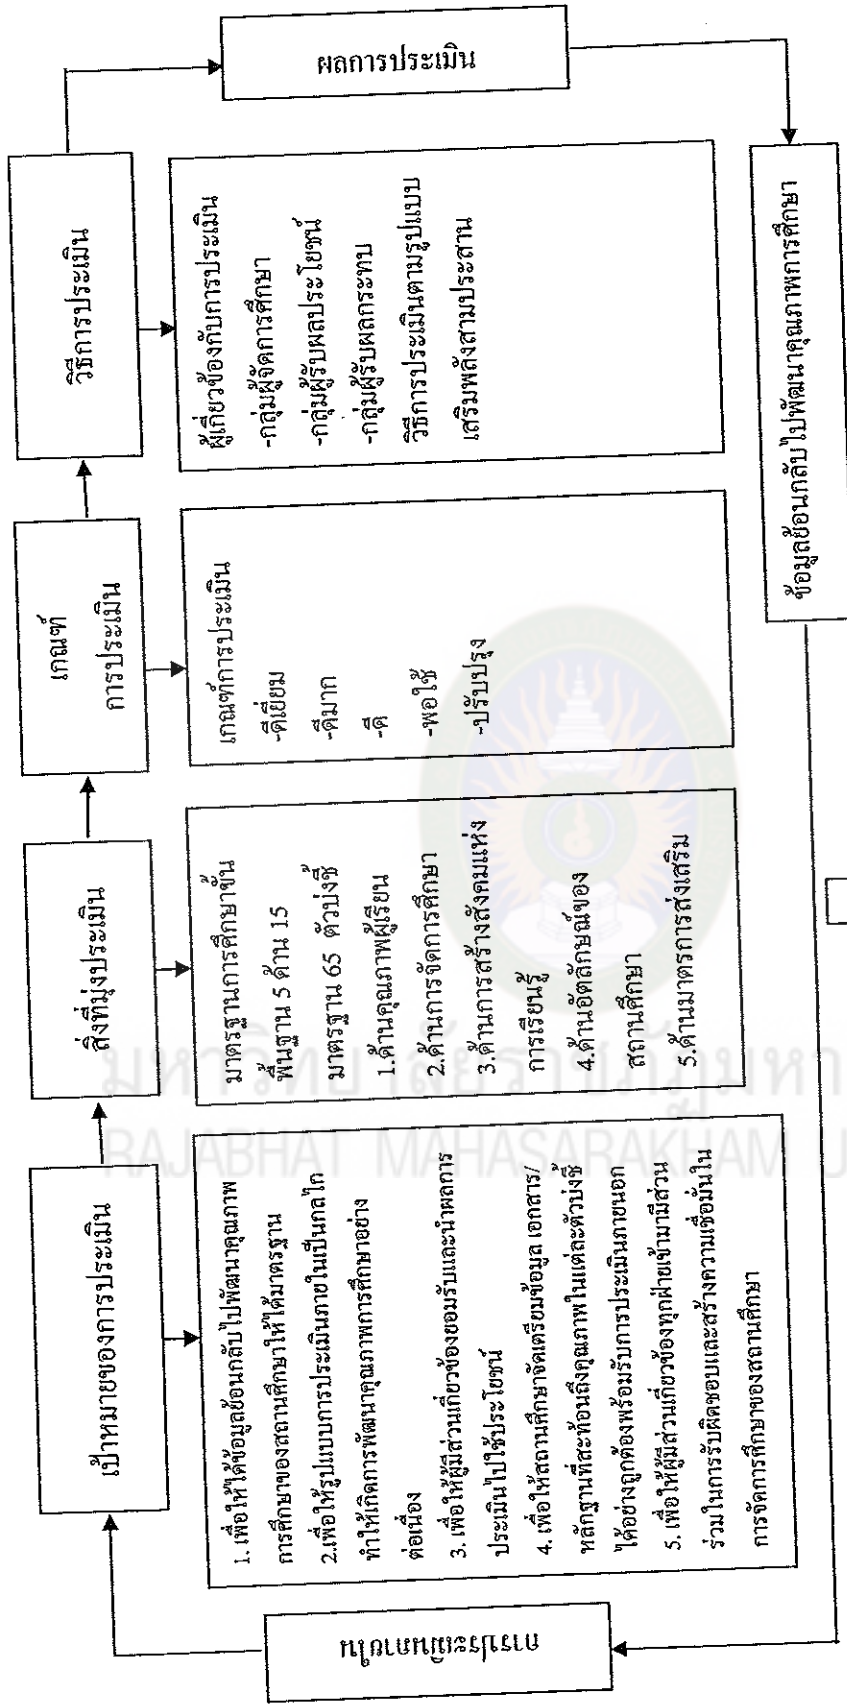 การประเมินภายใน
เป้าหมายของการประเมิน
1. เพื่อให้ได้ข้อมูลย้อนกลับไปพัฒนาคุณภาพ
การศึกษาของสถานศึกษาให้ได้มาตรฐาน
2.เพื่อให้รูปแบบการประเมินภายในเป็นกลไก
ทำให้เกิดการพัฒนาคุณภาพการศึกษาอย่าง
ต่อเนื่อง
3. เพื่อให้ผู้มีส่วนเกี่ยวข้องยอมรับและนำผลการ
ประเมินไปใช้ประโยชน์
4. เพื่อให้สถานศึกษาจัดเตรียมข้อมูล เอกสาร/
หลักฐานที่สะท้อนถึงคุณภาพในแต่ละตัวบ่งชี้
ได้อย่างถูกต้องพร้อมรับการประเมินภายนอก
5. เพื่อให้ผู้มีส่วนเกี่ยวข้องทุกฝ่ายเข้ามามีส่วน
ร่วมในการรับผิดชอบและสร้างความเชื่อมั่นใน
การจัดการศึกษาของสถานศึกษา
สิ่งที่มุ่งประเมิน
มาตรฐานการศึกษาขั้น
พื้นฐาน 5 ด้าน 15
มาตรฐาน 65 ตัวบ่งชี้
1.ด้านคุณภาพผู้เรียน
2.ด้านการจัดการศึกษา
3.ด้านการสร้างสังคมแห่ง
การเรียนรู้
4.ด้านอัตลักษณ์ของ
สถานศึกษา
5.ด้านมาตรการส่งเสริม
เกณฑ์
การประเมิน
เกณฑ์การประเมิน
-ดีเยี่ยม
-ดีมาก
-ดี
-พอใช้
-ปรับปรุง
วิธีการประเมิน
ผู้เกี่ยวข้องกับการประเมิน
-กลุ่มผู้จัดการศึกษา
-กลุ่มผู้รับผลประโยชน์
-กลุ่มผู้รับผลกระทบ
วิธีการประเมินตามรูปแบบ
เสริมพลังสามประสาน
ผลการประเมิน
ข้อมูลย้อนกลับไปพัฒนาคุณภาพการศึกษา
มหาวิทยาลัยราชภัฏมหา
RAJABHAT MAHASARAKHAM U